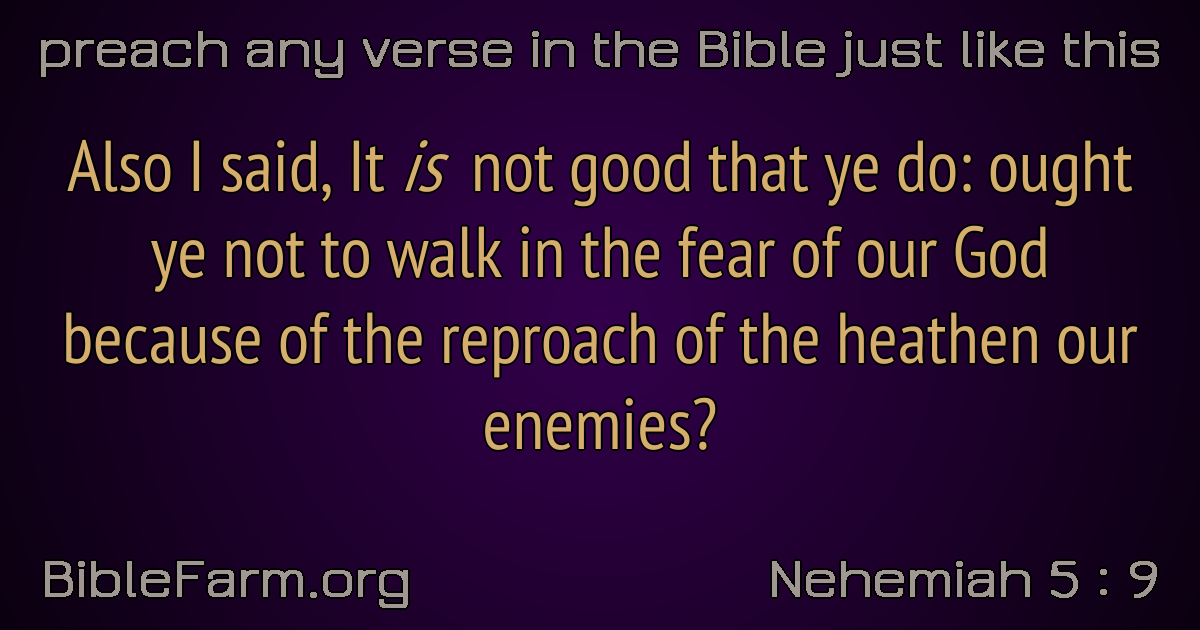 preach any verse in the Bible just like this
Also I said, It is not good that ye do: ought
ye not to walk in the fear of our God
because of the reproach of the heathen our
enemies?
BibleFarm.org
Nehemiah 5 : 9